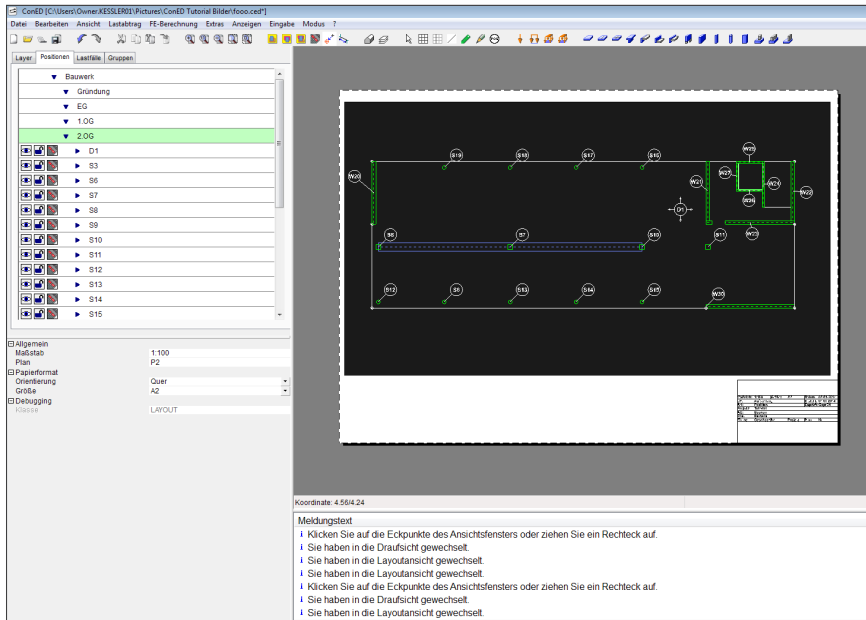 ConED [C:\Users\Owner.KESSLER01\Pictures\ConED Tutorial Bilder\fooo.ced*]
Datei Bearbeiten Ansicht Lastabtrag FE-Berechnung Extras Anzeigen Eingabe Modus ?
Layer Positionen Lastfälle Gruppen
Bauwerk
Gründung
EG
1.OG
2.OG
D1
S3
S6
S7
S8
S9
S10
S11
S12
S13
S14
S15
Allgemein
Maßstab 1:100
Plan P2
Papierformat
Orientierung Quer
Größe A2
Debugging
Klasse LAYOUT
S19 S18 S17 W25
W20 W27 W21 W24 W22
W26
D1
W23
S7 S10 S11
S12 S13 S14
W30
Koordinate: 4.56/4.24
Meldungstext
Klicken Sie auf die Eckpunkte des Ansichtsfensters oder ziehen Sie ein Rechteck auf.
Sie haben in die Draufsicht gewechselt.
Sie haben in die Layoutansicht gewechselt.
Sie haben in die Layoutansicht gewechselt.
Klicken Sie auf die Eckpunkte des Ansichtsfensters oder ziehen Sie ein Rechteck auf.
Sie haben in die Draufsicht gewechselt.
Sie haben in die Layoutansicht gewechselt.